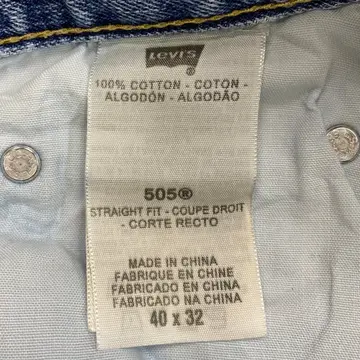 Levi's
100% COTTON - COTON -
ALGODÓN - ALGODÃO
505®
STRAIGHT FIT - COUPE DROIT
- CORTE RECTO
MADE IN CHINA
FABRIQUE EN CHINE
FABRICADO EN CHINA
FABRICADO NA CHINA
40 x 32